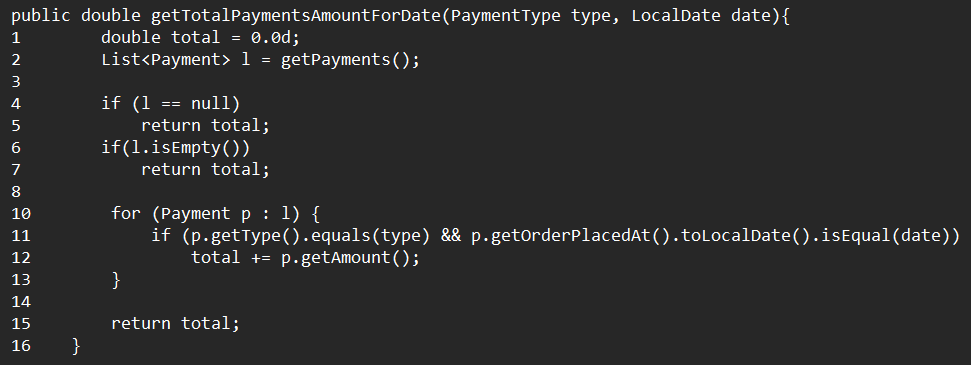 public double getTotalPaymentsAmountForDate(PaymentType type, LocalDate date){
1        double total = 0.0d;
2        List<Payment> l = getPayments();
3
4        if (l == null)
5            return total;
6        if(l.isEmpty())
7            return total;
8
10        for (Payment p : l) {
11            if (p.getType().equals(type) && p.getOrderPlacedAt().toLocalDate().isEqual(date))
12                total += p.getAmount();
13        }
14
15        return total;
16    }